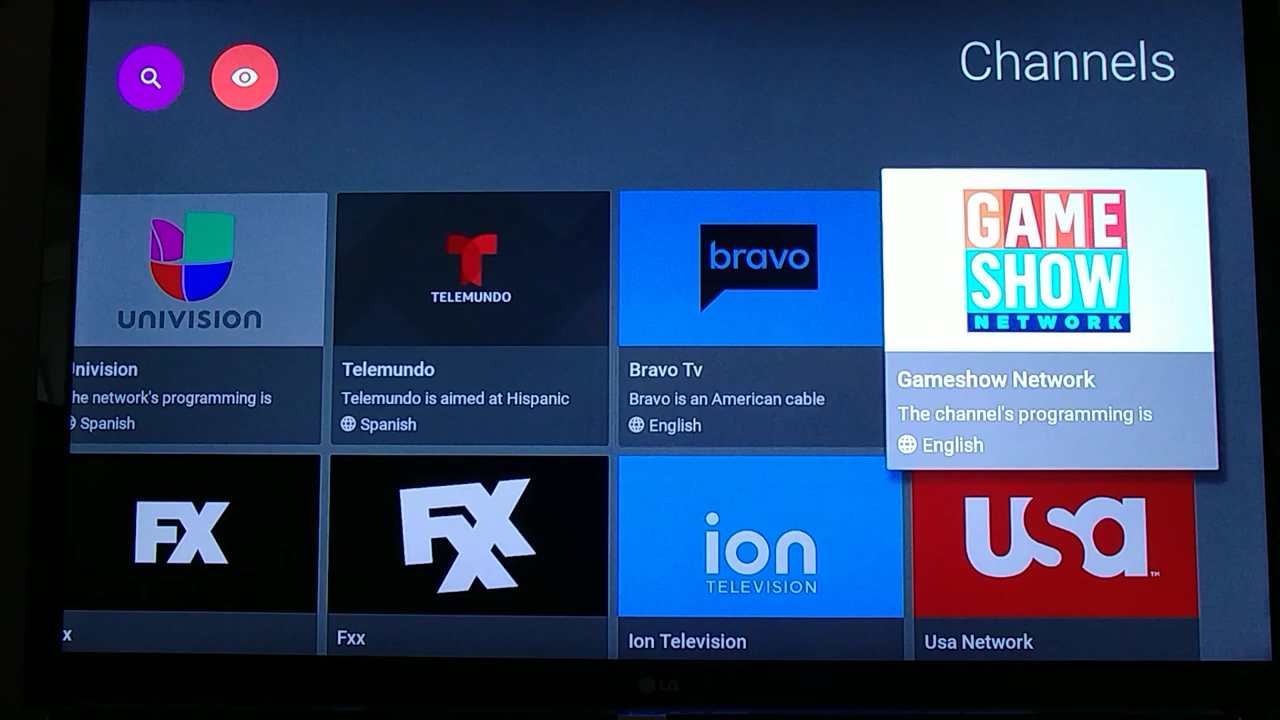 Channels
UNIVISION
TELEMUNDO
bravo
GAME
SHOW
NETWORK
Univision
Telemundo
Bravo Tv
Gameshow Network
he network's programming is
Telemundo is aimed at Hispanic
Bravo is an American cable
The channel's programming is
Spanish
Spanish
English
English
FX
FXX
ion
TELEVISION
usa
™
x
Fxx
Ion Television
Usa Network
LG